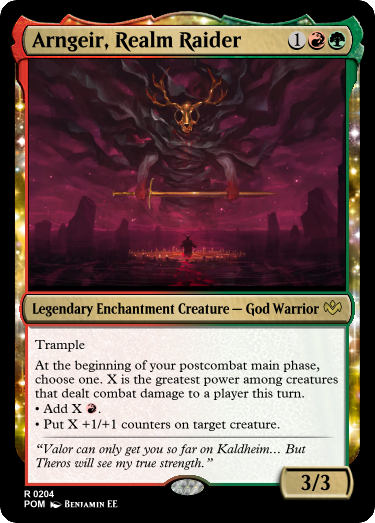 Arngeir, Realm Raider 1
Legendary Enchantment Creature — God Warrior
Trample
At the beginning of your postcombat main phase,
choose one. X is the greatest power among creatures
that dealt combat damage to a player this turn.
• Add X .
• Put X +1/+1 counters on target creature.
“Valor can only get you so far on Kaldheim... But
Theros will see my true strength.”
3/3
R 0204
POM Benjamin EE